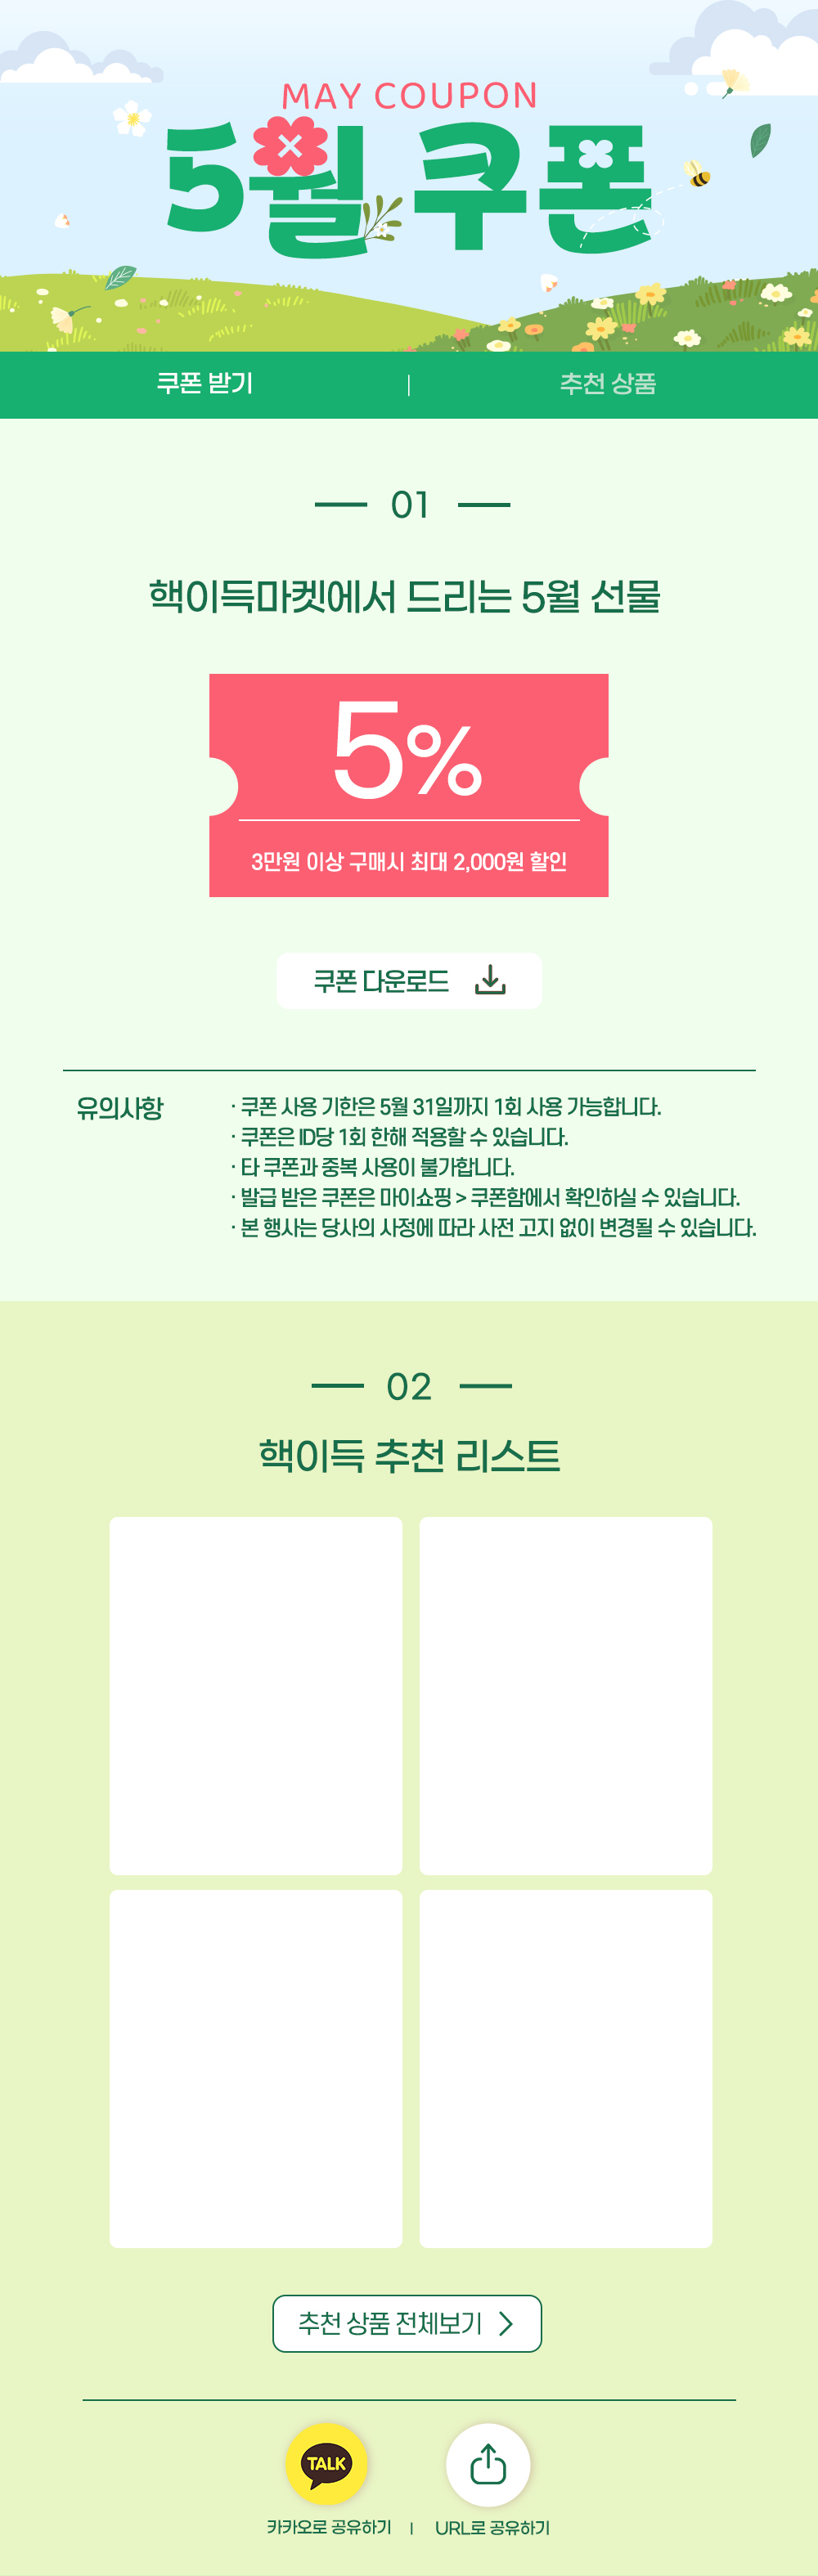 MAY COUPON
5월 쿠폰
쿠폰 받기 | 추천 상품
01
핵이득마켓에서 드리는 5월 선물
5%
3만원 이상 구매시 최대 2,000원 할인
쿠폰 다운로드
유의사항
· 쿠폰 사용 기한은 5월 31일까지 1회 사용 가능합니다.
· 쿠폰은 ID당 1회 한해 적용할 수 있습니다.
· 타 쿠폰과 중복 사용이 불가합니다.
· 발급 받은 쿠폰은 마이쇼핑 > 쿠폰함에서 확인하실 수 있습니다.
· 본 행사는 당사의 사정에 따라 사전 고지 없이 변경될 수 있습니다.
02
핵이득 추천 리스트
추천 상품 전체보기
TALK
카카오로 공유하기 | URL로 공유하기